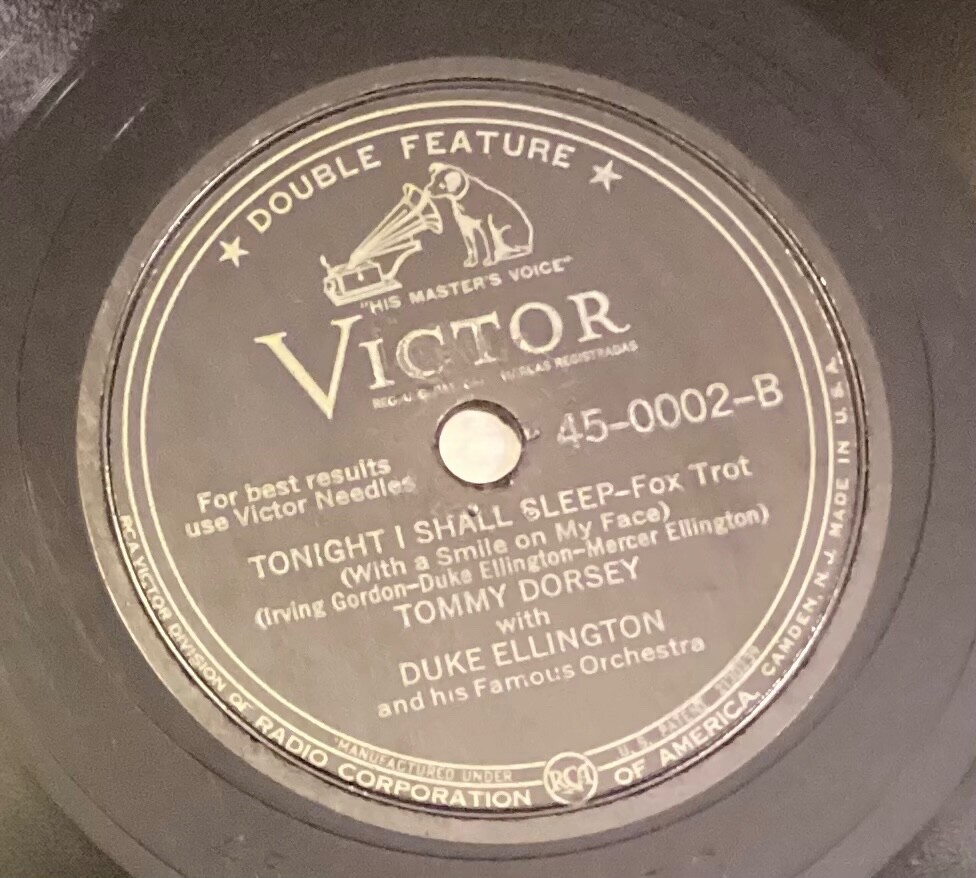 ★ DOUBLE FEATURE ★
"HIS MASTER'S VOICE"
VICTOR
REGISTRADAS
45-0002-B
For best results
use Victor Needles
TONIGHT I SHALL SLEEP-Fox Trot
(With a Smile on My Face)
(Irving Gordon-Duke Ellington-Mercer Ellington)
TOMMY DORSEY
with
DUKE ELLINGTON
and his Famous Orchestra
"MANUFACTURED UNDER U. S. PATENT
RCA VICTOR DIVISION OF RADIO CORPORATION RCA OF AMERICA, CAMDEN, N. J. MADE IN U. S. A.